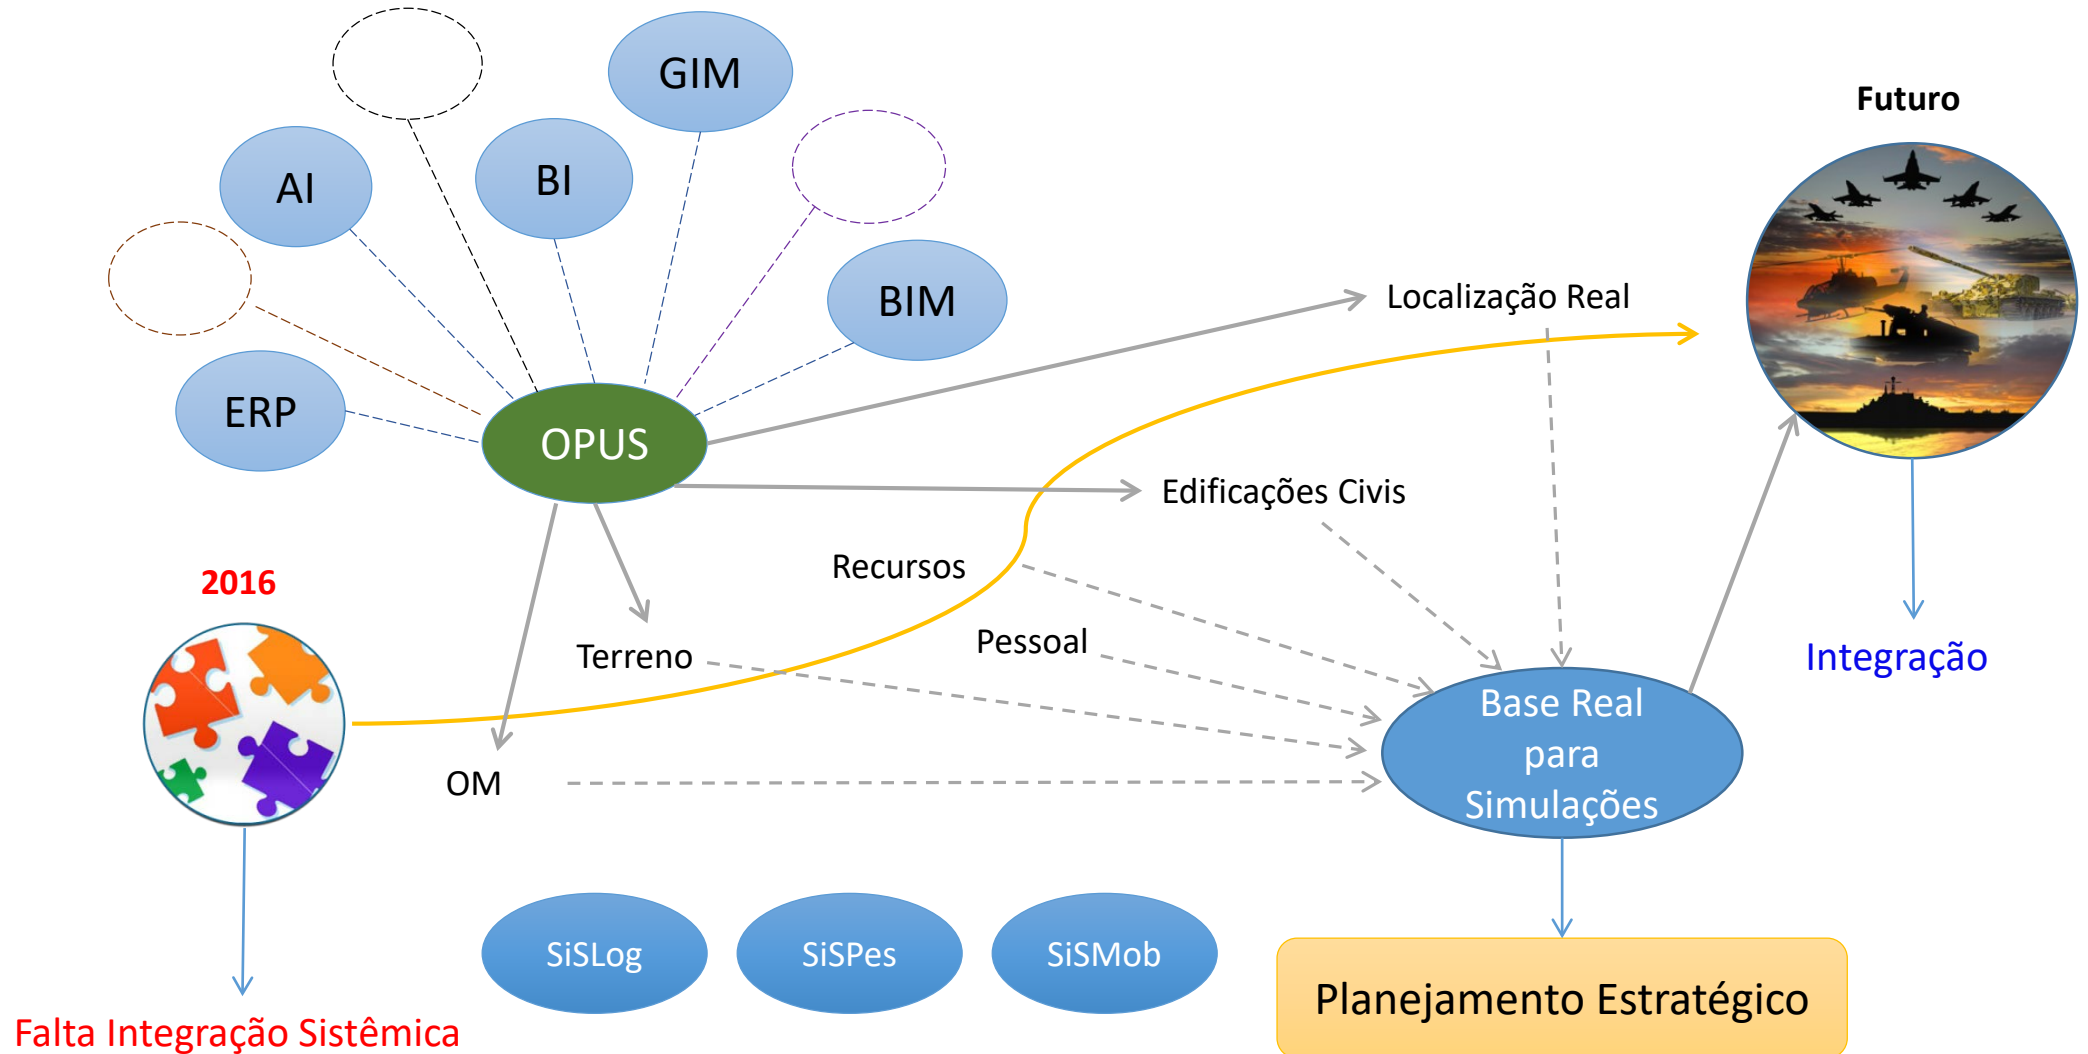 GIM
Futuro
AI
BI
BIM
Localização Real
ERP
OPUS
Edificações Civis
Recursos
2016
Pessoal
Terreno
Integração
Base Real
para
Simulações
OM
SiSLog
SiSPes
SiSMob
Planejamento Estratégico
Falta Integração Sistêmica